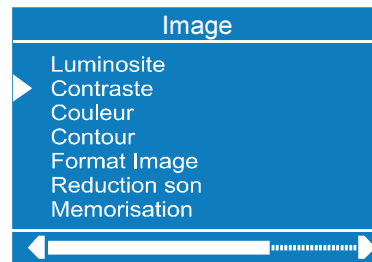 Image
Luminosite
Contraste
Couleur
Contour
Format Image
Reduction son
Memorisation